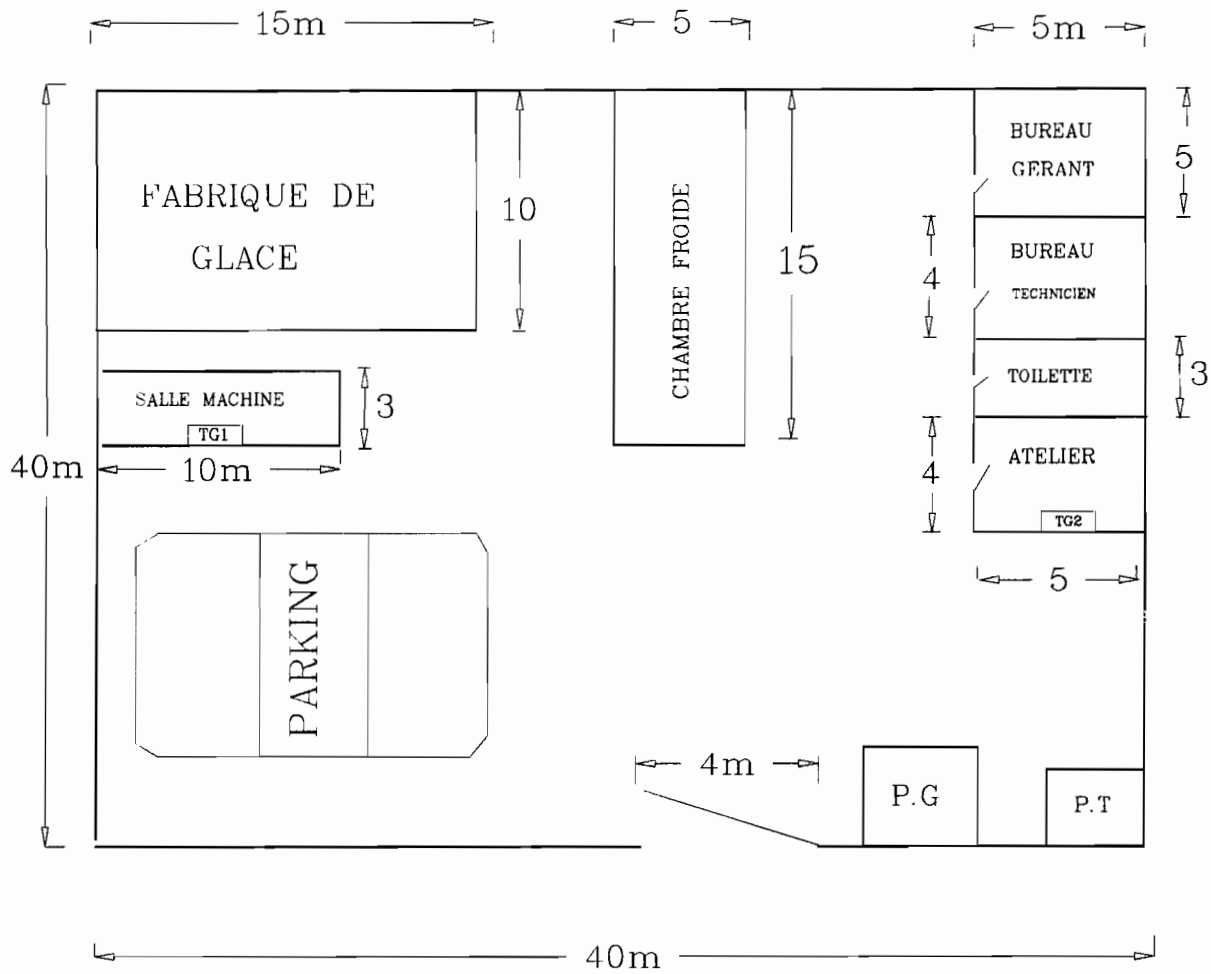 15m
5
5m
FABRIQUE DE
GLACE
10
CHAMBRE FROIDE
15
BUREAU
GERANT
5
BUREAU
TECHNICIEN
4
TOILETTE
3
SALLE MACHINE
TG1
3
10m
40m
ATELIER
TG2
4
5
PARKING
4m
P.G
P.T
40m